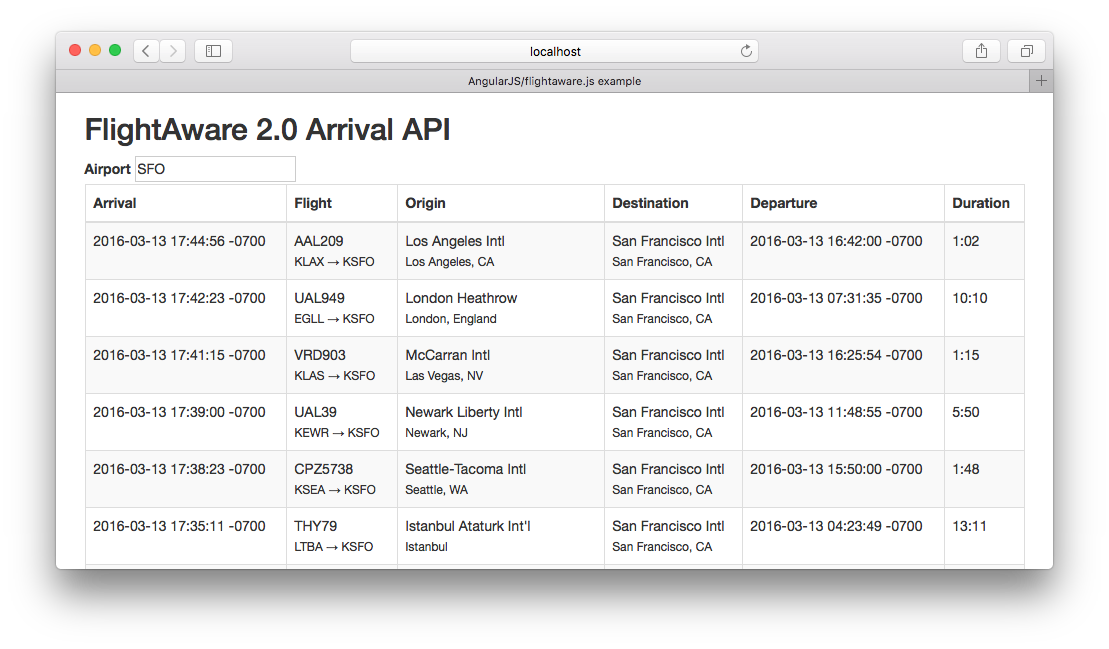 localhost
AngularJS/flightaware.js example
FlightAware 2.0 Arrival API
Airport SFO
Arrival Flight Origin Destination Departure Duration
2016-03-13 17:44:56 -0700 AAL209 Los Angeles Intl San Francisco Intl 2016-03-13 16:42:00 -0700 1:02
KLAX → KSFO Los Angeles, CA San Francisco, CA
2016-03-13 17:42:23 -0700 UAL949 London Heathrow San Francisco Intl 2016-03-13 07:31:35 -0700 10:10
EGLL → KSFO London, England San Francisco, CA
2016-03-13 17:41:15 -0700 VRD903 McCarran Intl San Francisco Intl 2016-03-13 16:25:54 -0700 1:15
KLAS → KSFO Las Vegas, NV San Francisco, CA
2016-03-13 17:39:00 -0700 UAL39 Newark Liberty Intl San Francisco Intl 2016-03-13 11:48:55 -0700 5:50
KEWR → KSFO Newark, NJ San Francisco, CA
2016-03-13 17:38:23 -0700 CPZ5738 Seattle-Tacoma Intl San Francisco Intl 2016-03-13 15:50:00 -0700 1:48
KSEA → KSFO Seattle, WA San Francisco, CA
2016-03-13 17:35:11 -0700 THY79 Istanbul Ataturk Int'l San Francisco Intl 2016-03-13 04:23:49 -0700 13:11
LTBA → KSFO Istanbul San Francisco, CA